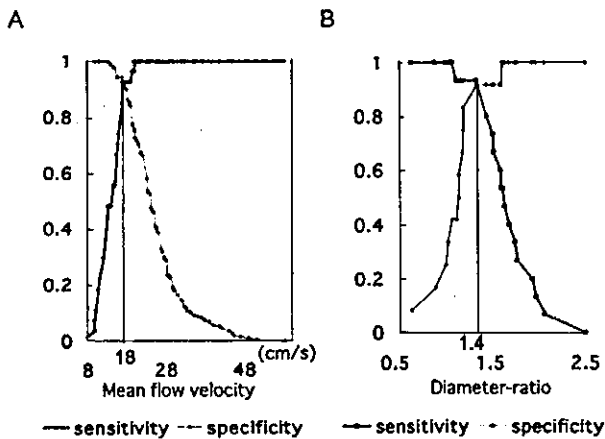 A
1
0.8
0.6
0.4
0.2
0
8 18 28 48 (cm/s)
Mean flow velocity
sensitivity specificity
B
1
0.8
0.6
0.4
0.2
0
0.5 1.4 1.5 2.5
Diameter-ratio
sensitivity specificity